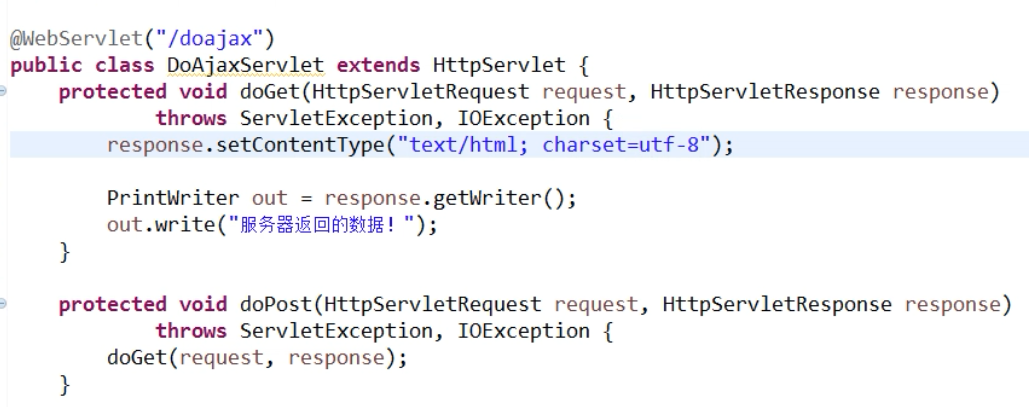 @WebServlet("/doajax")
public class DoAjaxServlet extends HttpServlet {
    protected void doGet(HttpServletRequest request, HttpServletResponse response)
            throws ServletException, IOException {
        response.setContentType("text/html; charset=utf-8");
        PrintWriter out = response.getWriter();
        out.write("服务器返回的数据！");
    }
    protected void doPost(HttpServletRequest request, HttpServletResponse response)
            throws ServletException, IOException {
        doGet(request, response);
    }